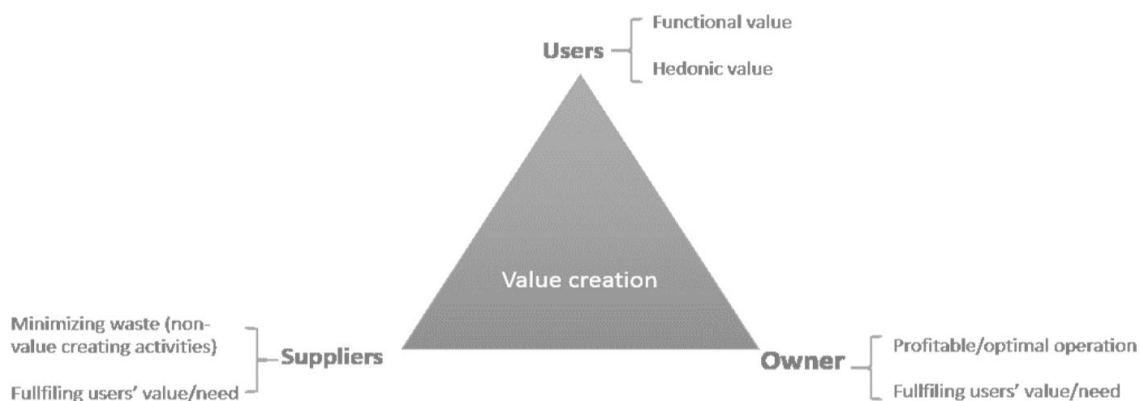 Functional value
Users
Hedonic value
Value creation
Minimizing waste (non-
value creating activities)
Suppliers
Fullfiling users' value/need
Profitable/optimal operation
Owner
Fullfiling users' value/need